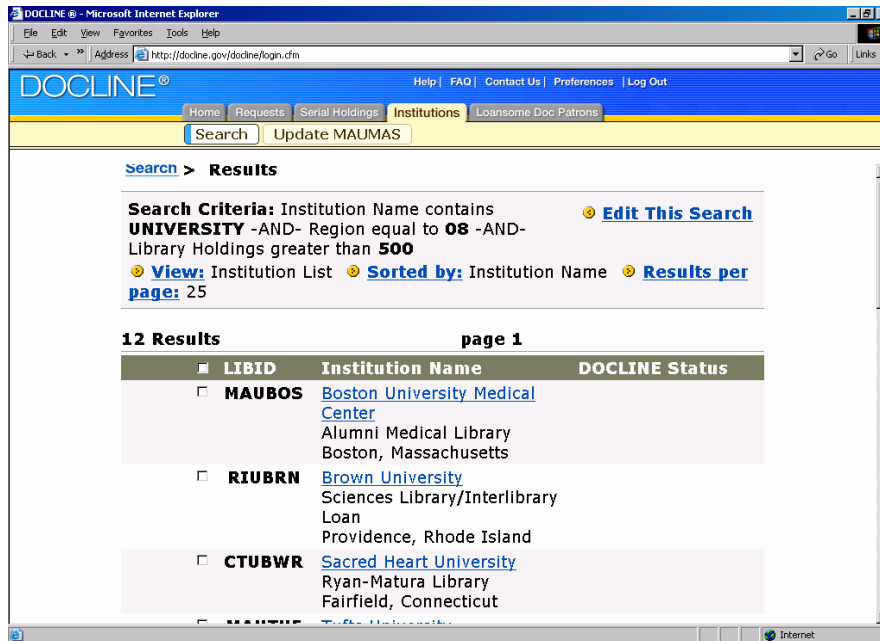 DOCLINE ® - Microsoft Internet Explorer
File Edit View Favorites Tools Help
Back » Address http://docline.gov/docline/login.cfm Go Links
DOCLINE®
Help | FAQ | Contact Us | Preferences | Log Out
Home Requests Serial Holdings Institutions Loansome Doc Patrons
Search Update MAUMAS
Search > Results
Search Criteria: Institution Name contains
UNIVERSITY -AND- Region equal to 08 -AND-
Library Holdings greater than 500
Edit This Search
View: Institution List Sorted by: Institution Name Results per
page: 25
12 Results page 1
LIBID Institution Name DOCLINE Status
MAUBOS Boston University Medical
Center
Alumni Medical Library
Boston, Massachusetts
RIUBRN Brown University
Sciences Library/Interlibrary
Loan
Providence, Rhode Island
CTUBWR Sacred Heart University
Ryan-Matura Library
Fairfield, Connecticut
Tufts University
Internet